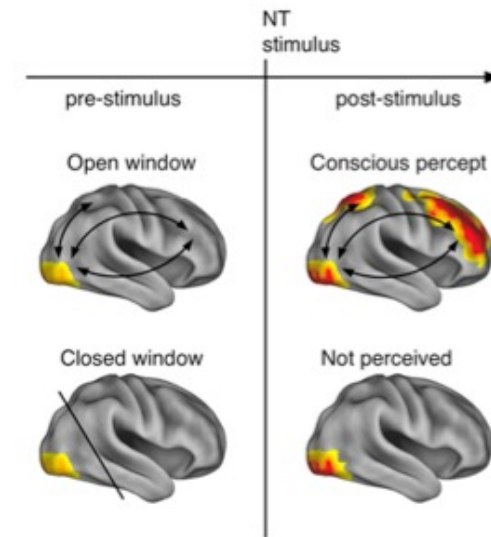 NT
stimulus
pre-stimulus
post-stimulus
Open window
Conscious percept
Closed window
Not perceived